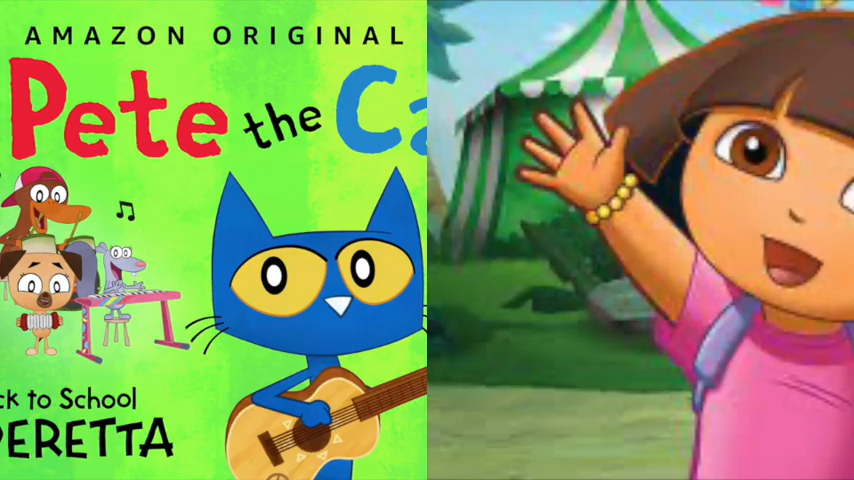 AMAZON ORIGINAL
Pete the Ca
ck to School
PERETTA